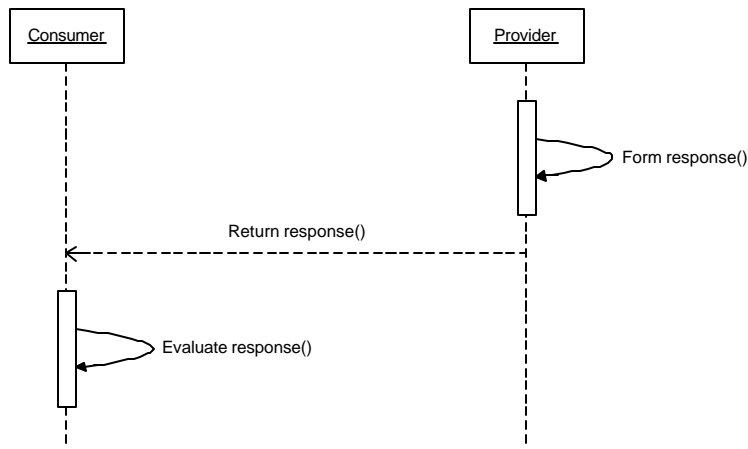 Consumer
Provider
Form response()
Return response()
Evaluate response()